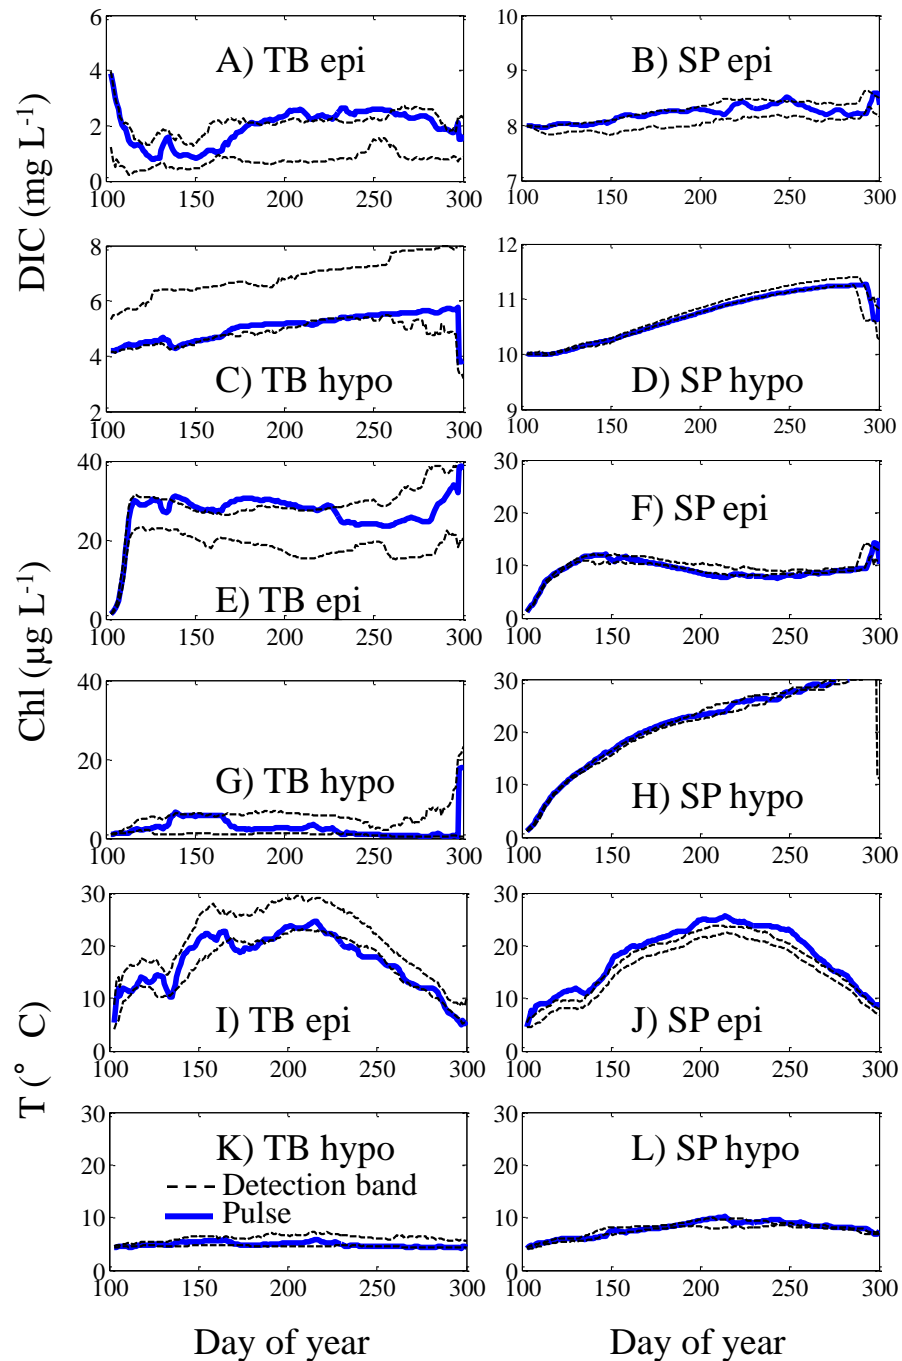 DIC (mg L-1)
A) TB epi
6
4
2
0
100 150 200 250 300
B) SP epi
10
9
8
7
100 150 200 250 300
C) TB hypo
8
6
4
2
100 150 200 250 300
D) SP hypo
12
11
10
9
100 150 200 250 300
Chl (µg L-1)
E) TB epi
40
20
0
100 150 200 250 300
F) SP epi
30
20
10
0
100 150 200 250 300
G) TB hypo
40
20
0
100 150 200 250 300
H) SP hypo
30
20
10
0
100 150 200 250 300
T (° C)
I) TB epi
30
20
10
0
100 150 200 250 300
J) SP epi
30
20
10
0
100 150 200 250 300
K) TB hypo
Detection band
Pulse
30
20
10
0
100 150 200 250 300
L) SP hypo
30
20
10
0
100 150 200 250 300
Day of year
Day of year